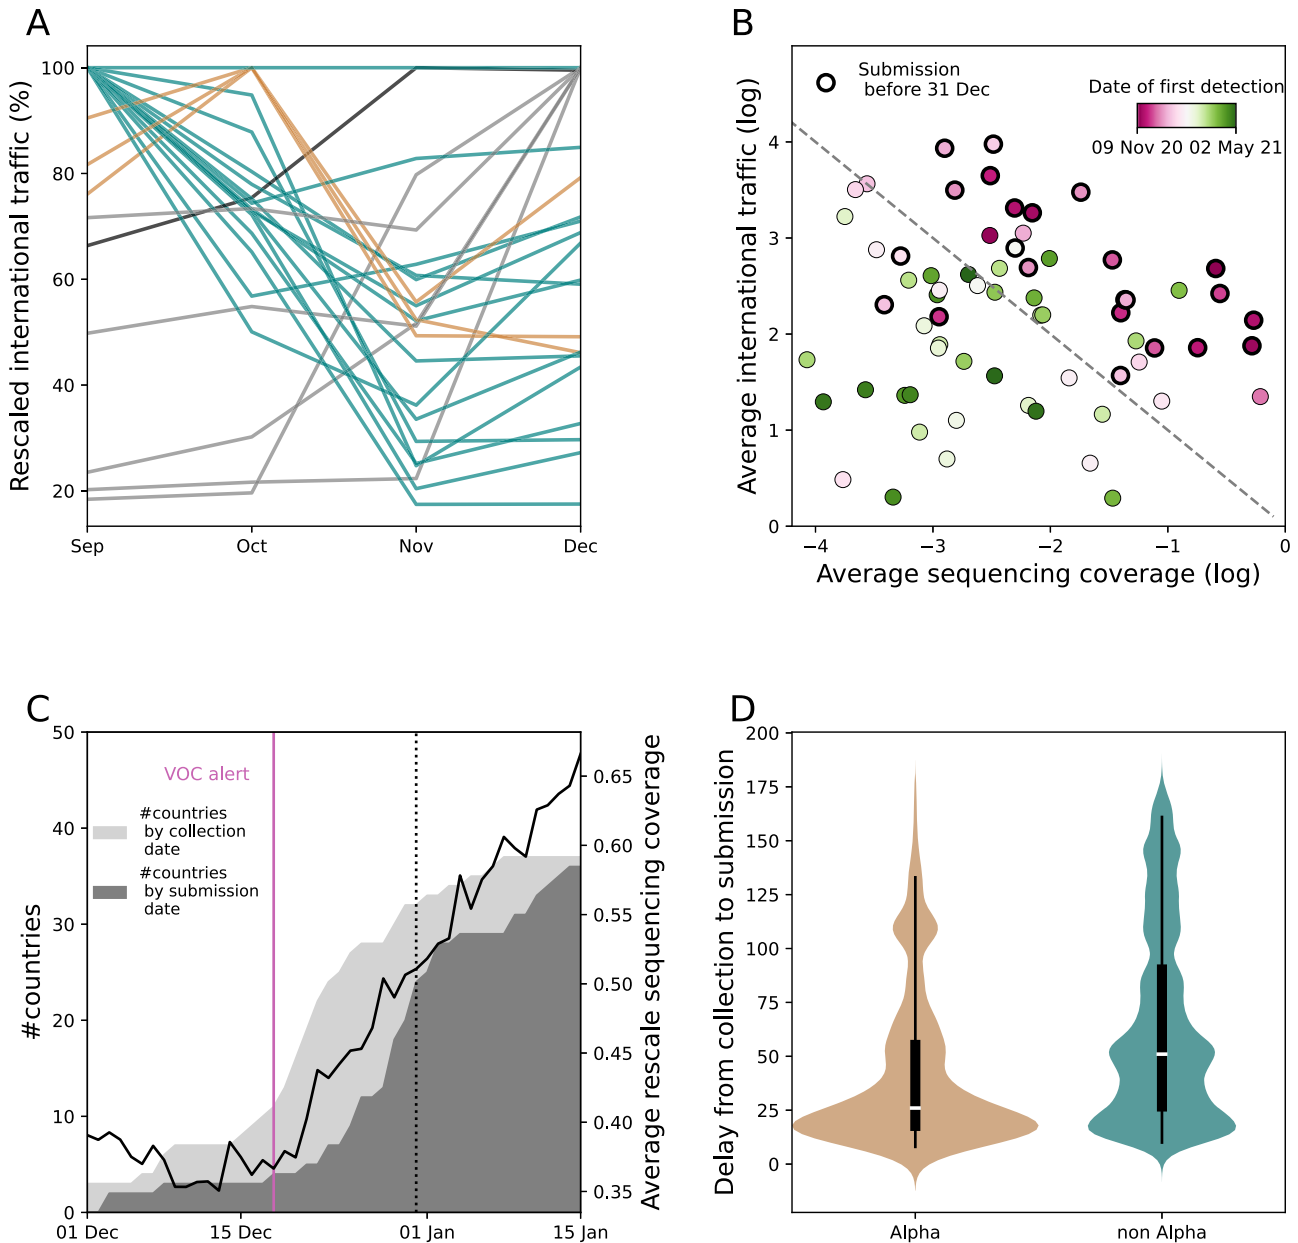 A
Rescaled international traffic (%)
100
80
60
40
20
Sep
Oct
Nov
Dec
B
Average international traffic (log)
4
3
2
1
0
Submission
before 31 Dec
Date of first detection
09 Nov 20 02 May 21
−4
−3
−2
−1
0
Average sequencing coverage (log)
C
#countries
50
40
30
20
10
0
VOC alert
#countries
by collection
date
#countries
by submission
date
0.65
0.60
0.55
0.50
0.45
0.40
0.35
Average rescale sequencing coverage
01 Dec
15 Dec
01 Jan
15 Jan
D
Delay from collection to submission
200
175
150
125
100
75
50
25
0
Alpha
non Alpha